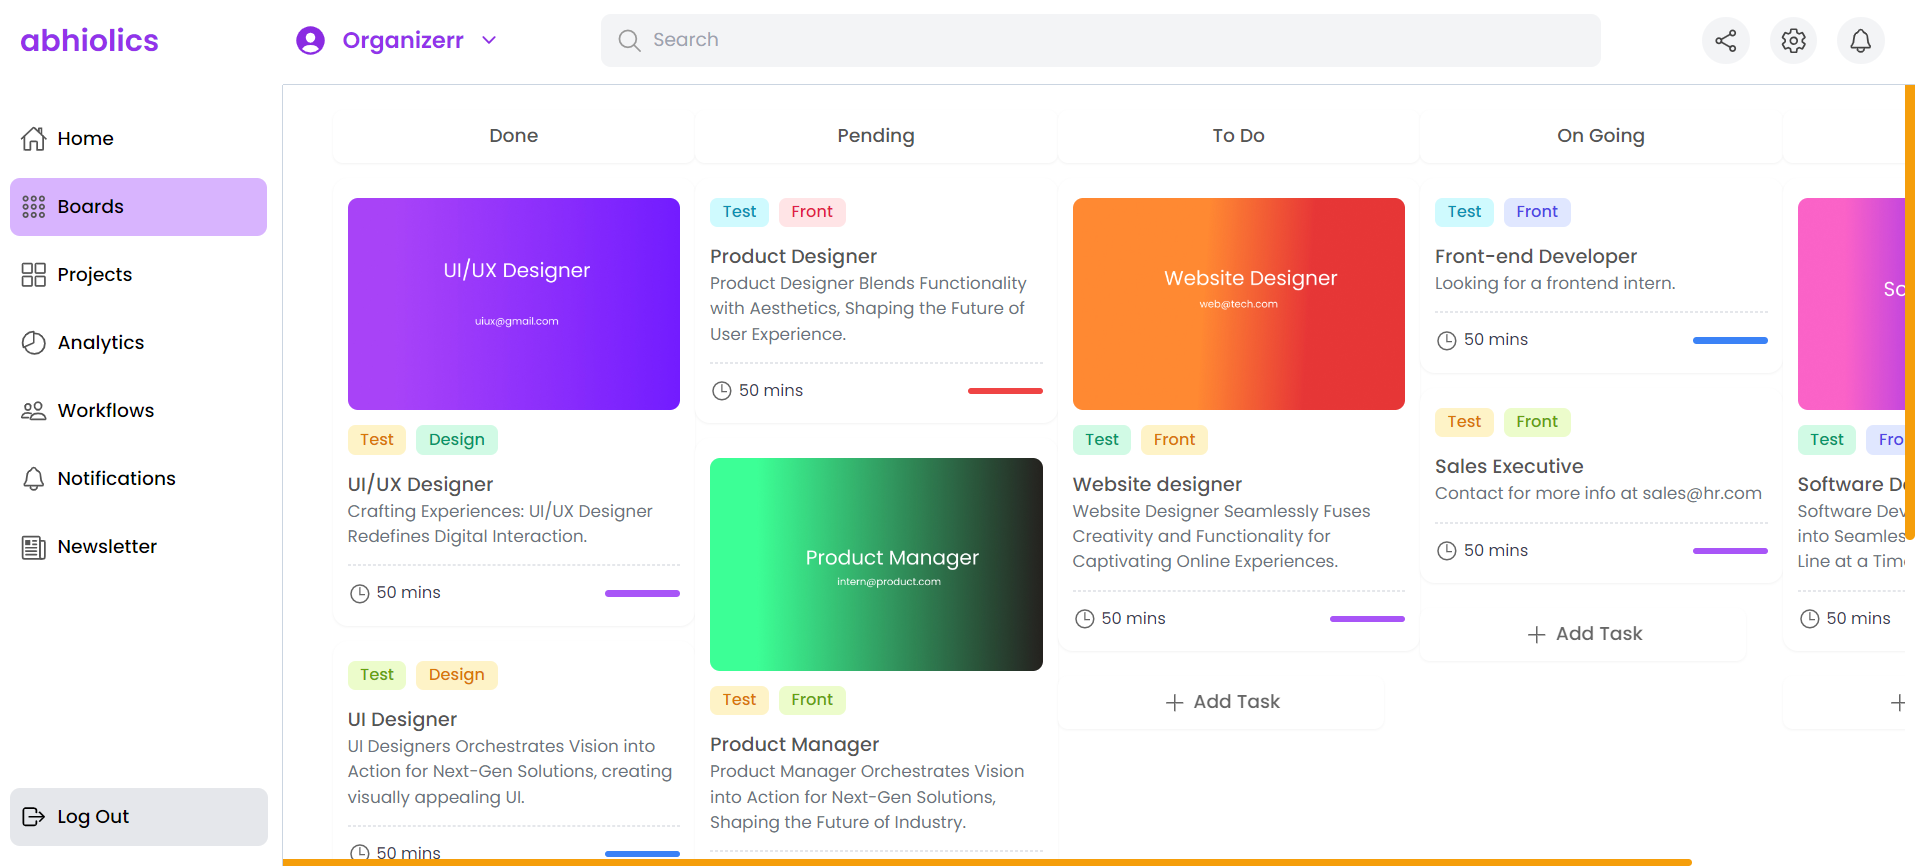 abhiolics
Organizerr
Search
Home
Boards
Projects
Analytics
Workflows
Notifications
Newsletter
Log Out
Done
UI/UX Designer
uiux@gmail.com
Test Design
UI/UX Designer
Crafting Experiences: UI/UX Designer
Redefines Digital Interaction.
50 mins
Test Design
UI Designer
UI Designers Orchestrates Vision into
Action for Next-Gen Solutions, creating
visually appealing UI.
50 mins
Pending
Test Front
Product Designer
Product Designer Blends Functionality
with Aesthetics, Shaping the Future of
User Experience.
50 mins
Product Manager
intern@product.com
Test Front
Product Manager
Product Manager Orchestrates Vision
into Action for Next-Gen Solutions,
Shaping the Future of Industry.
To Do
Website Designer
web@tech.com
Test Front
Website designer
Website Designer Seamlessly Fuses
Creativity and Functionality for
Captivating Online Experiences.
50 mins
Add Task
On Going
Test Front
Front-end Developer
Looking for a frontend intern.
50 mins
Test Front
Sales Executive
Contact for more info at sales@hr.com
50 mins
Add Task
Test
Software
Software
into
Line at a
50 mins